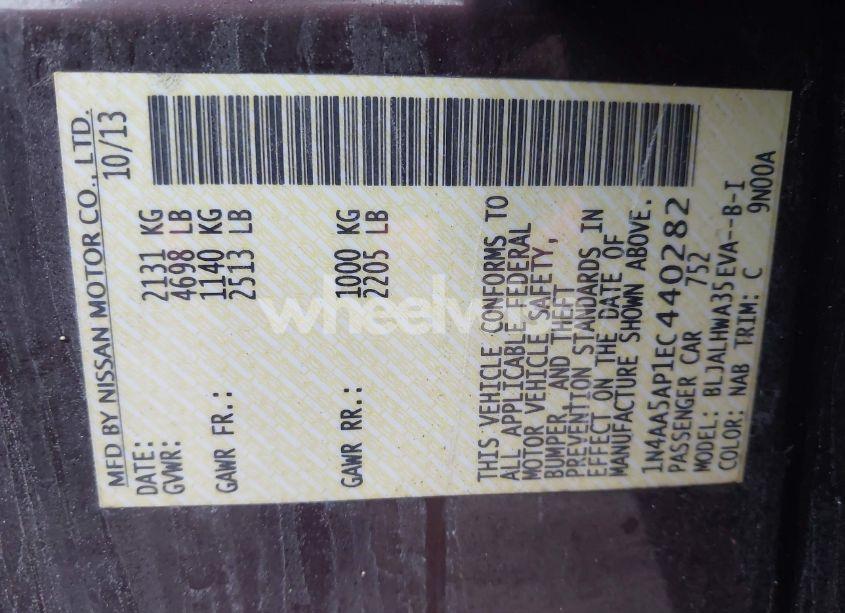 MFD BY NISSAN MOTOR CO., LTD.
DATE: 10/13
GVWR: 2131 KG
4698 LB
GAWR FR.: 1140 KG
2513 LB
GAWR RR.: 1000 KG
2205 LB
THIS VEHICLE CONFORMS TO
ALL APPLICABLE FEDERAL
MOTOR VEHICLE SAFETY,
BUMPER, AND THEFT
PREVENTION STANDARDS IN
EFFECT ON THE DATE OF
MANUFACTURE SHOWN ABOVE.
1N4AA5AP1EC440282
PASSENGER CAR 752
MODEL: BLJALHWA35EVA--B-I
COLOR: NAB TRIM: C 9N00A